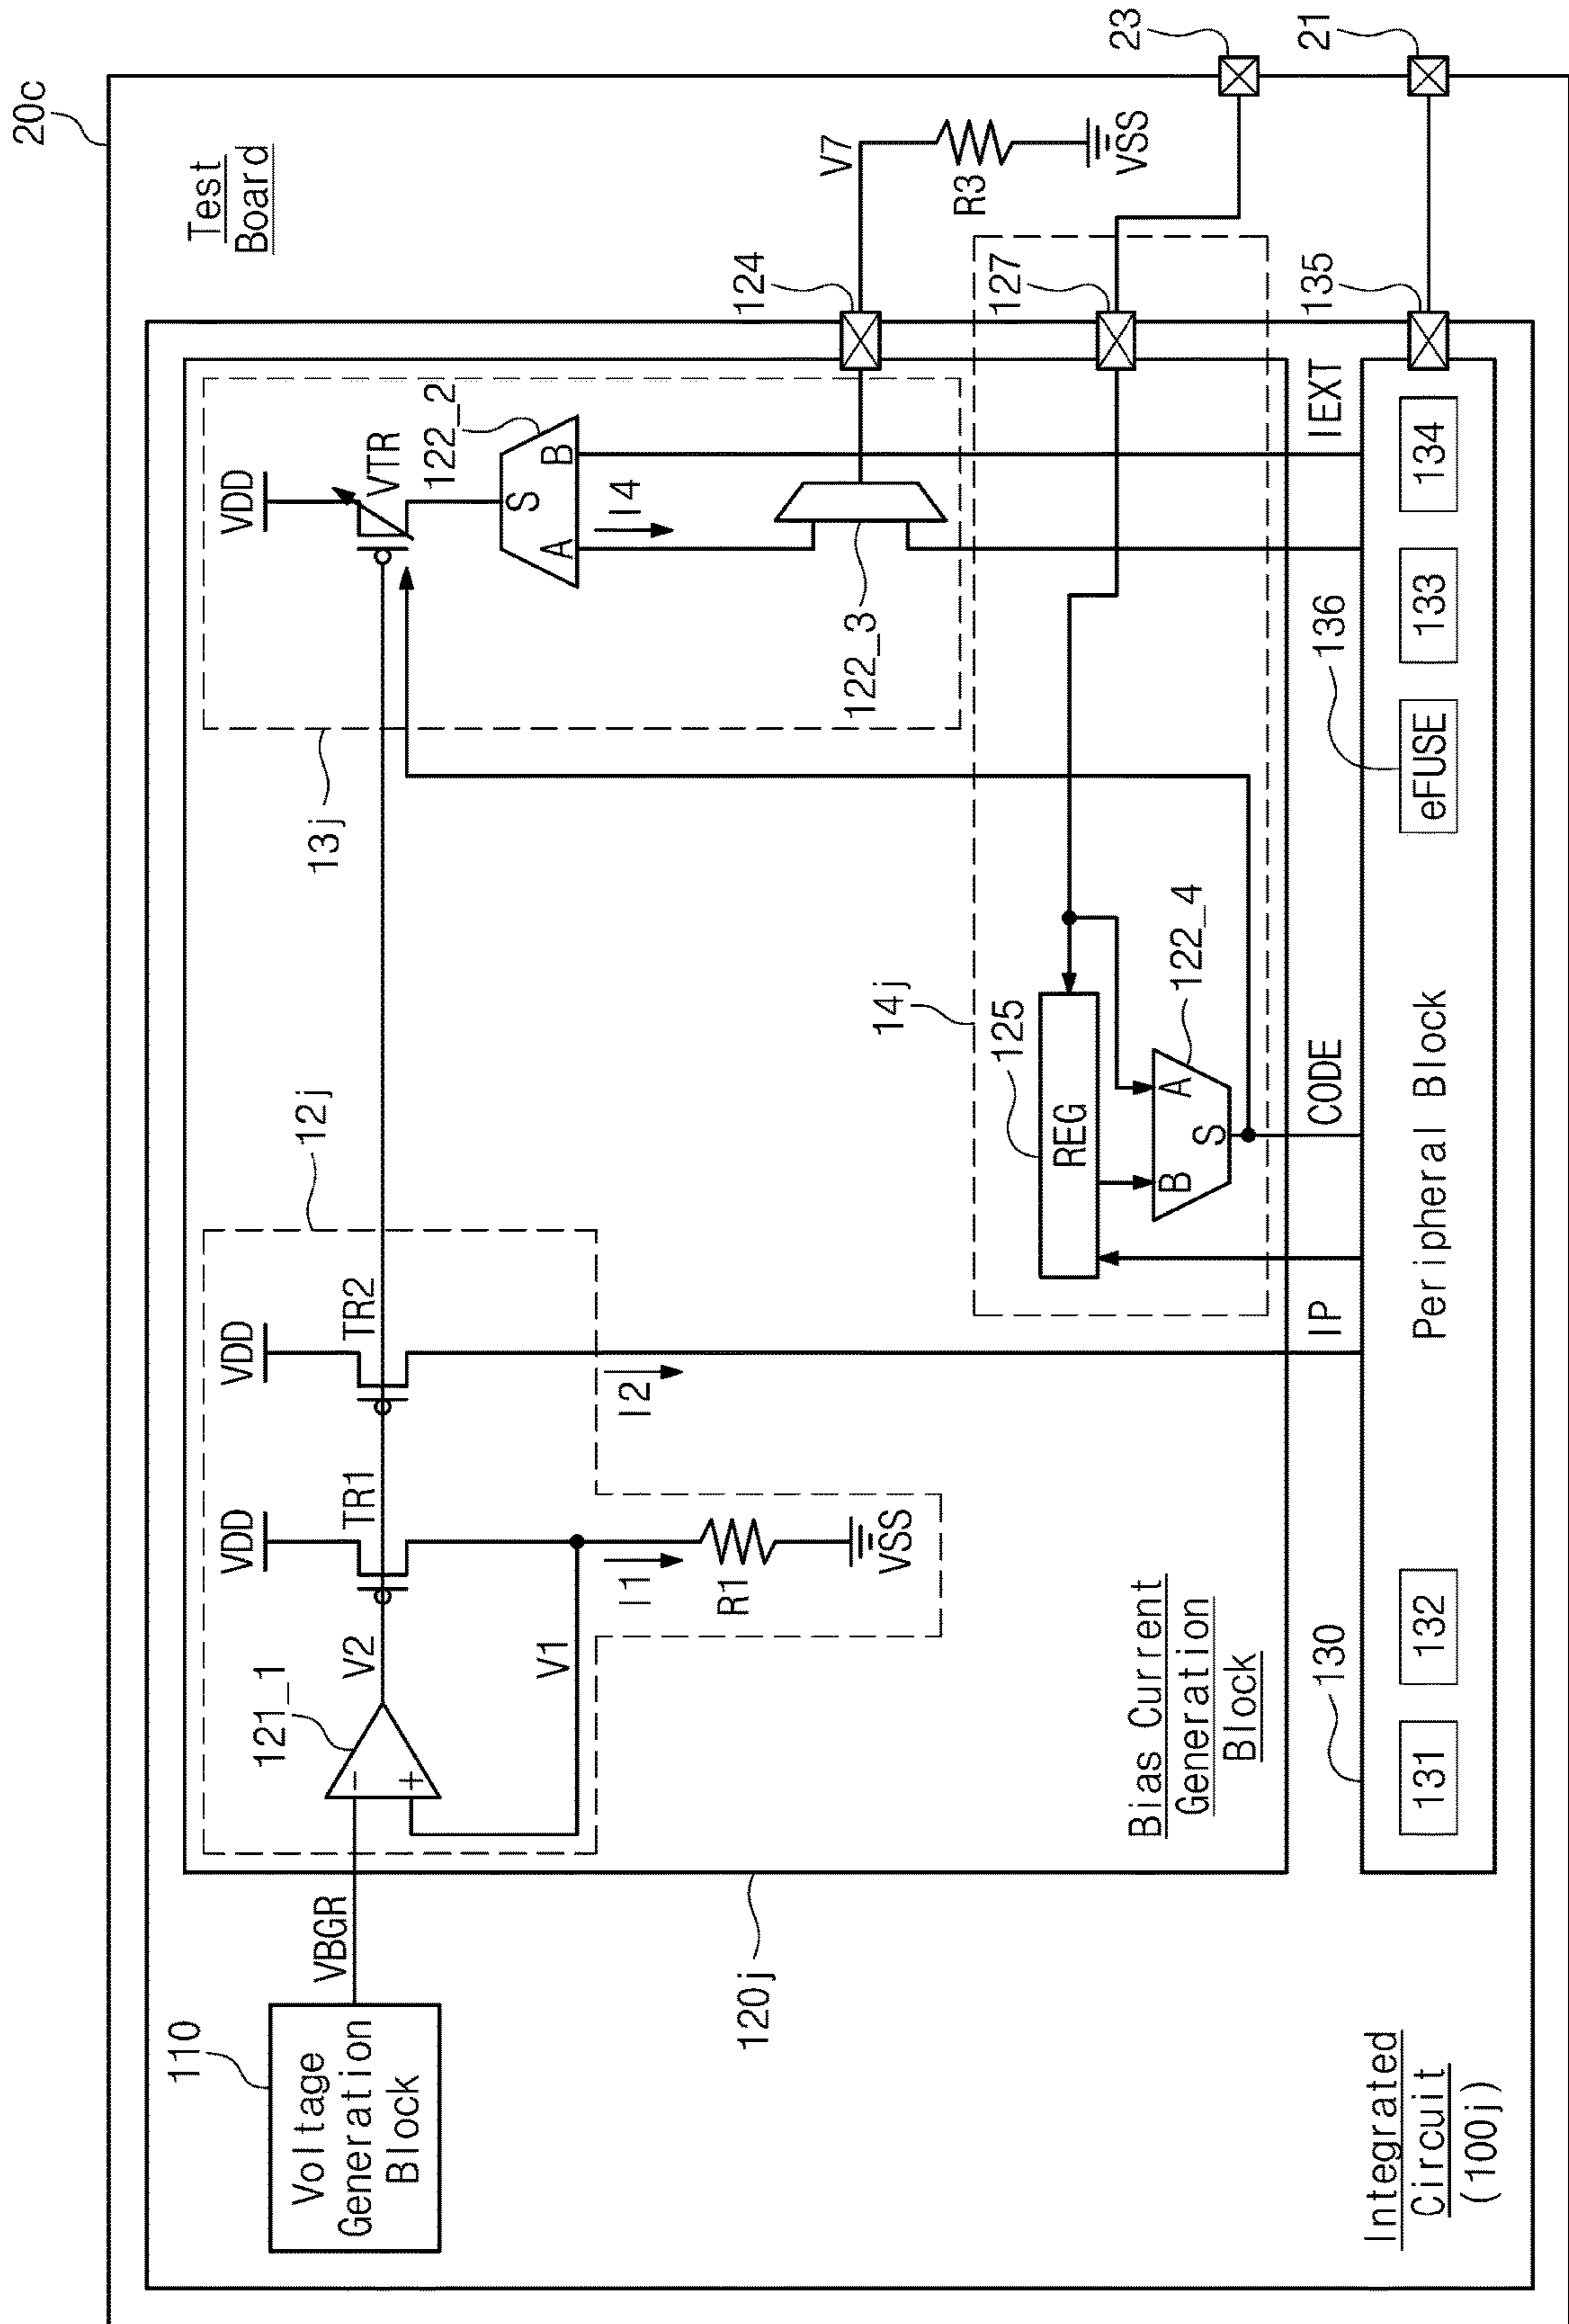 20c
Test
Board
110
Voltage
Generation
Block
VBGR
121_1
V2
V1
VDD
TR1
I1
R1
VSS
VDD
TR2
I2
12j
13j
VDD
VTR
122_2
S
A
B
I4
122_3
124
V7
R3
VSS
14j
125
REG
122_4
B
A
S
127
23
120j
Bias Current
Generation
Block
IP
CODE
IEXT
130
131
132
Peripheral Block
136
eFUSE
133
134
135
21
Integrated
Circuit
(100j)
-
+